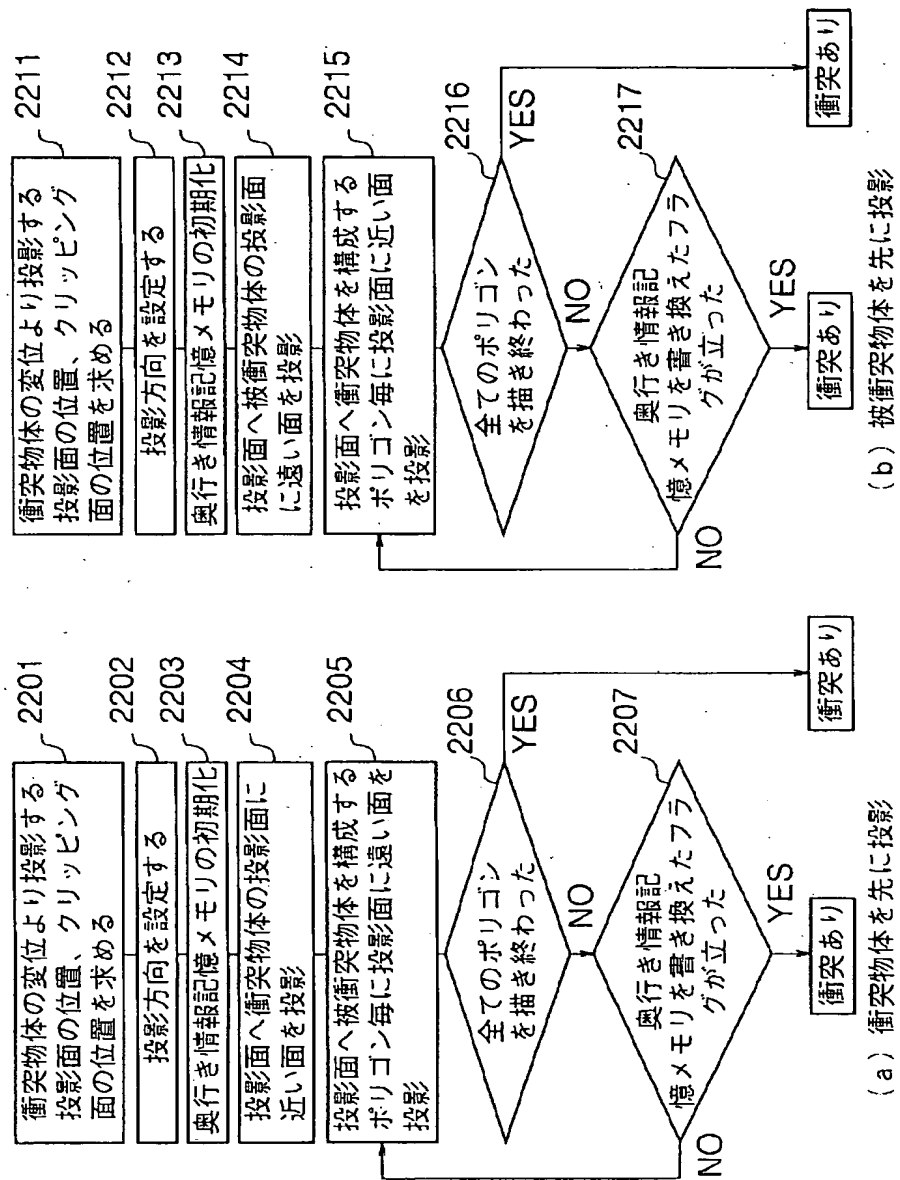 2201
衝突物体の変位より投影する
投影面の位置、クリッピング
面の位置を求める
2202
投影方向を設定する
2203
奥行き情報記憶メモリの初期化
2204
投影面へ衝突物体の投影面に
近い面を投影
2205
投影面へ被衝突物体を構成する
ポリゴン毎に投影面に遠い面を
投影
2206
全てのポリゴン
を描き終わった
YES
NO
2207
奥行き情報記
憶メモリを書き換えたフラ
グが立った
NO
YES
衝突あり
衝突あり
(a) 衝突物体を先に投影
2211
衝突物体の変位より投影する
投影面の位置、クリッピング
面の位置を求める
2212
投影方向を設定する
2213
奥行き情報記憶メモリの初期化
2214
投影面へ被衝突物体の投影面
に遠い面を投影
2215
投影面へ衝突物体を構成する
ポリゴン毎に投影面に近い面
を投影
2216
全てのポリゴン
を描き終わった
YES
NO
2217
奥行き情報記
憶メモリを書き換えたフラ
グが立った
NO
YES
衝突あり
衝突あり
(b) 被衝突物体を先に投影